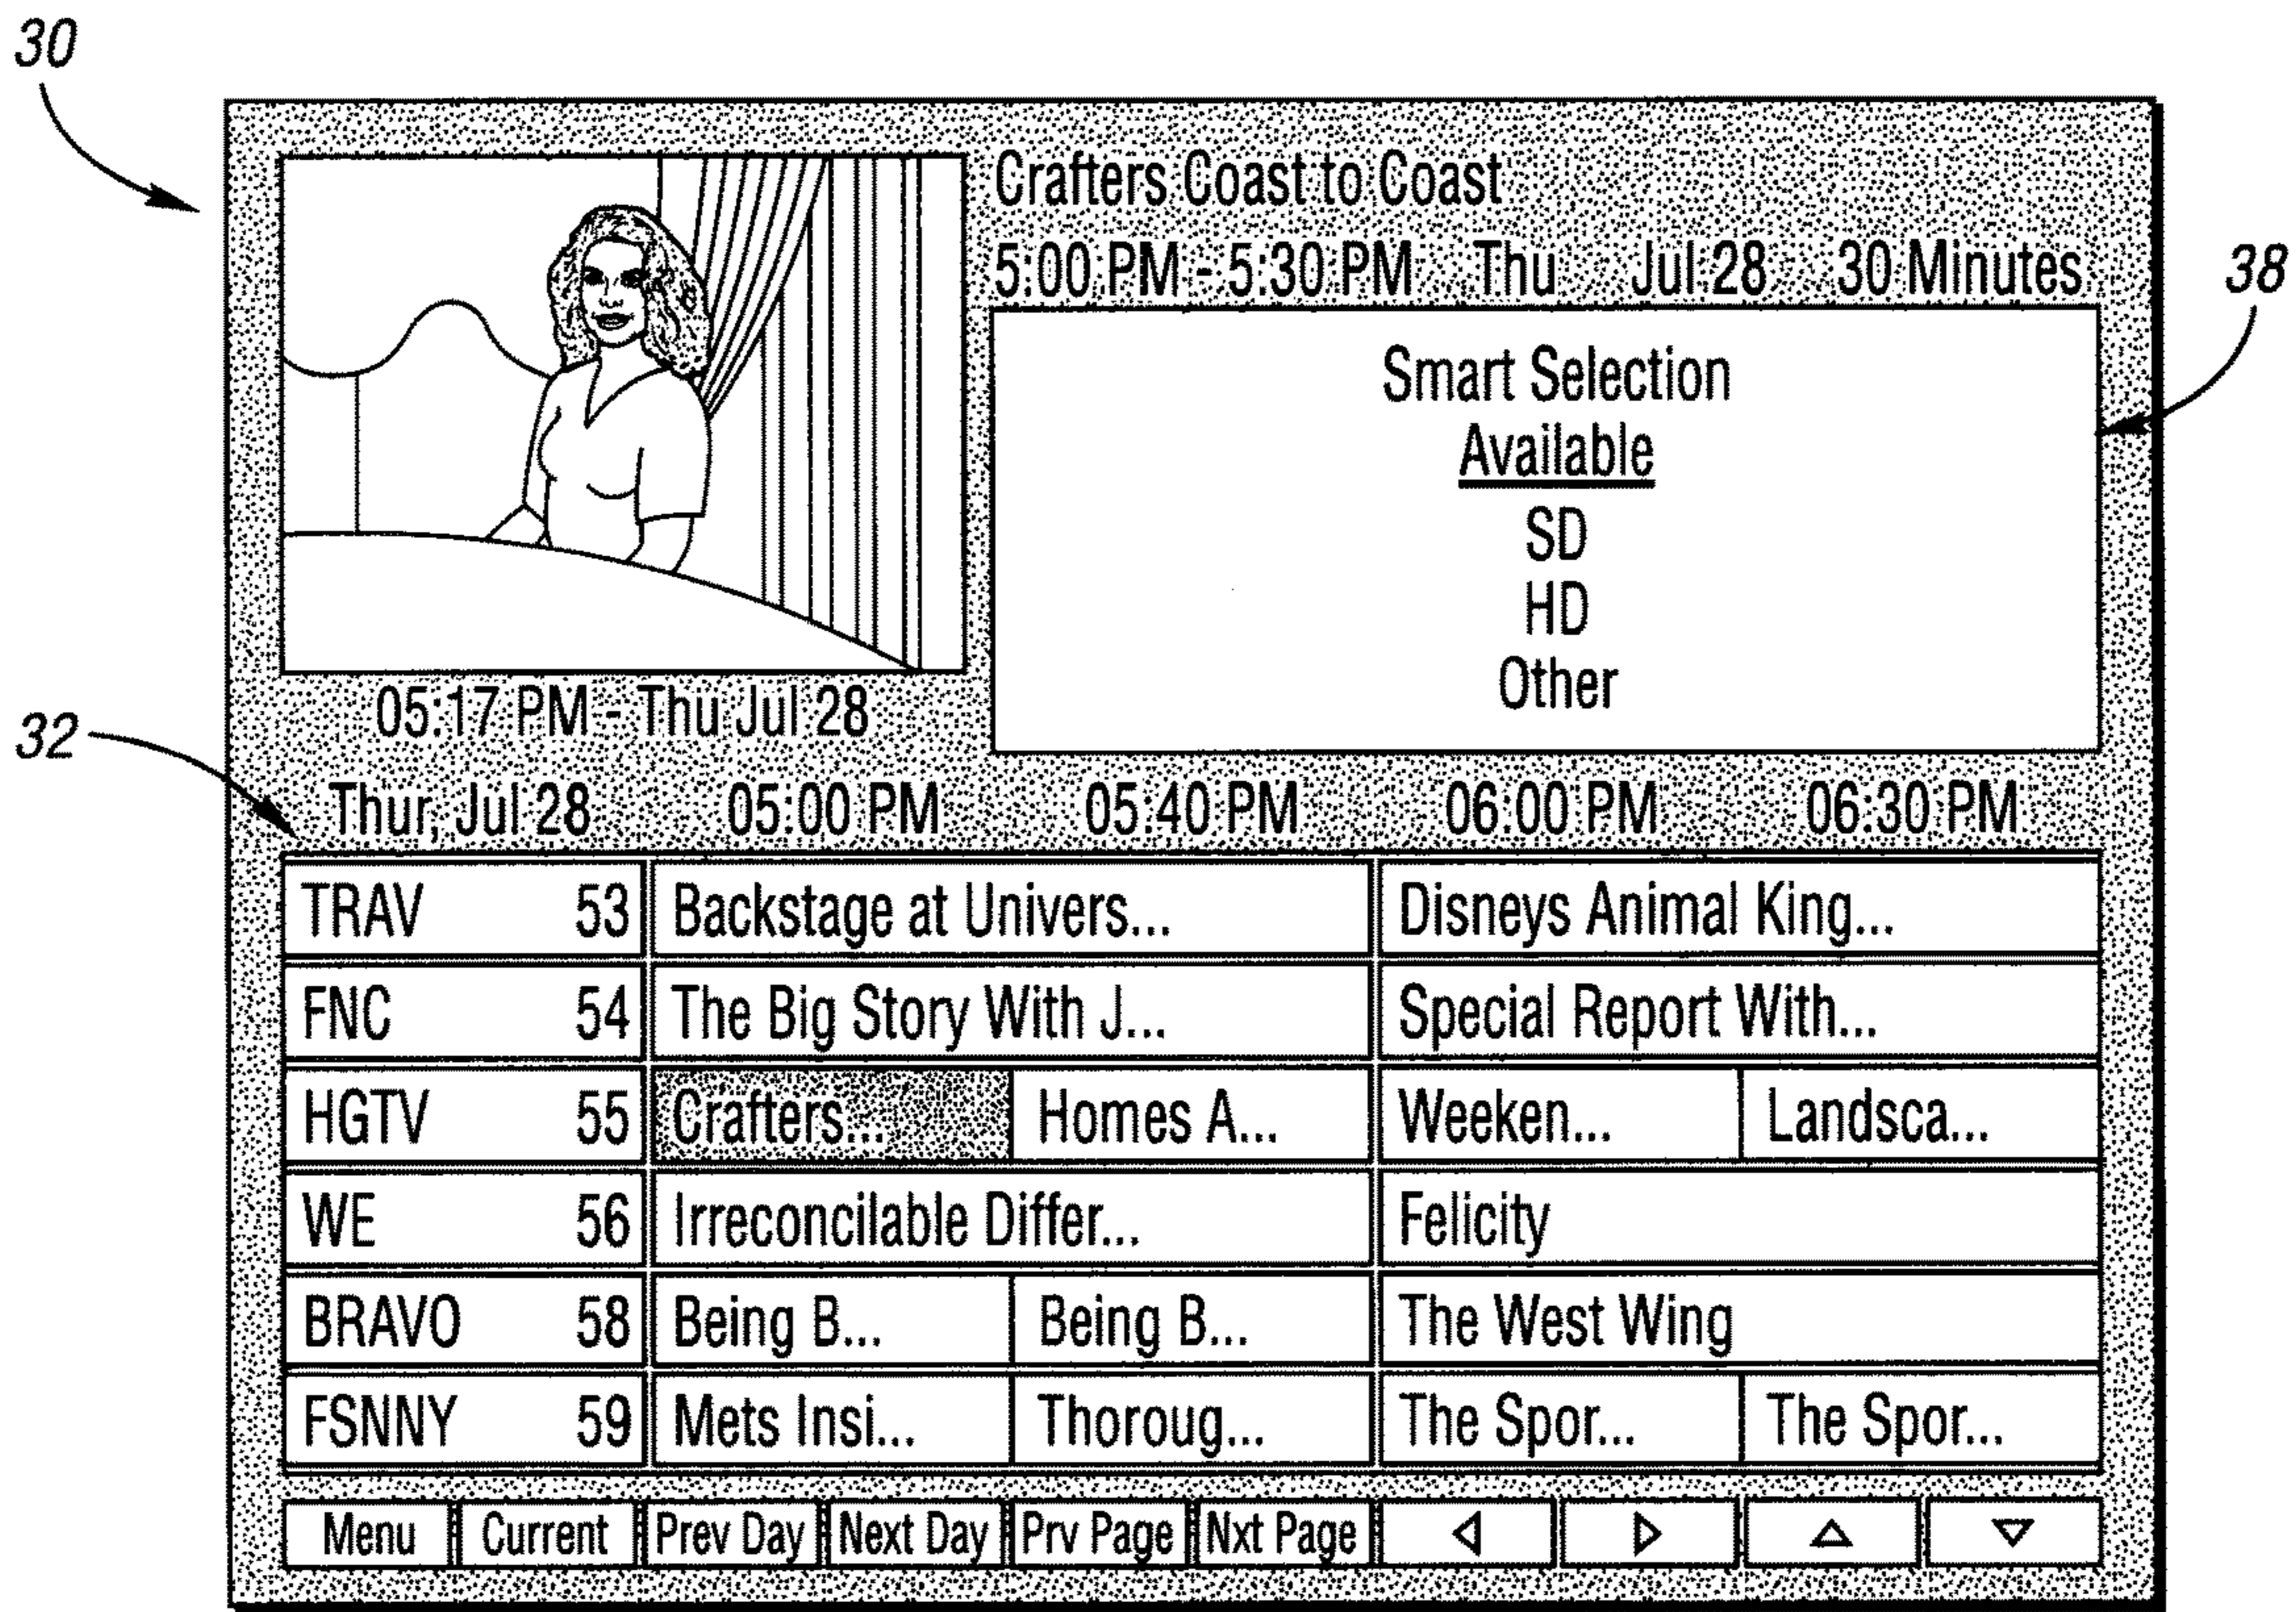 30
Crafters Coast to Coast
5:00 PM - 5:30 PM Thu Jul 28 30 Minutes
38
Smart Selection
Available
SD
HD
Other
05:17 PM - Thu Jul 28
32
Thur, Jul 28 05:00 PM 05:40 PM 06:00 PM 06:30 PM
TRAV 53 Backstage at Univers... Disneys Animal King...
FNC 54 The Big Story With J... Special Report With...
HGTV 55 Crafters... Homes A... Weeken... Landsca...
WE 56 Irreconcilable Differ... Felicity
BRAVO 58 Being B... Being B... The West Wing
FSNNY 59 Mets Insi... Thoroug... The Spor... The Spor...
Menu Current Prev Day Next Day Prv Page Nxt Page